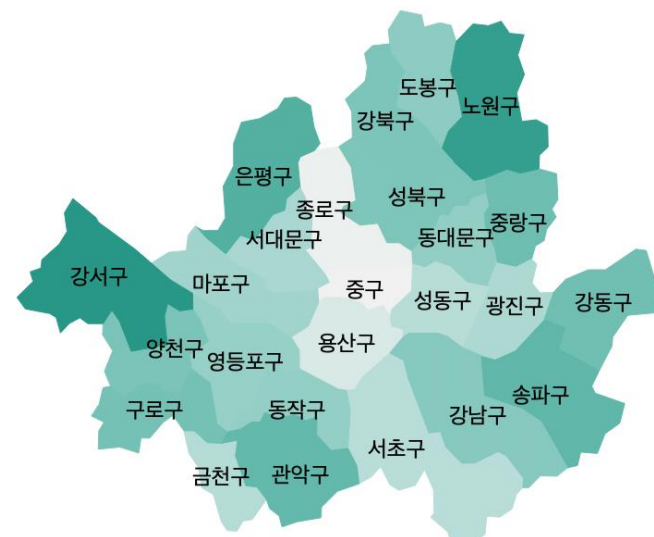 도봉구
노원구
강북구
은평구
성북구
종로구
중랑구
서대문구
동대문구
강서구
마포구
중구
성동구
광진구
강동구
양천구
영등포구
용산구
송파구
구로구
동작구
강남구
서초구
금천구
관악구